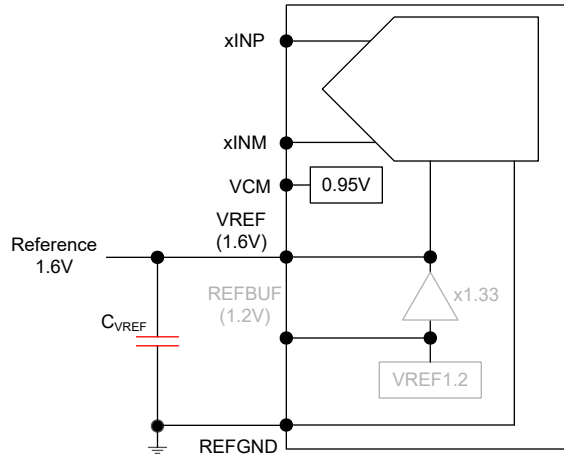 xINP
xINM
VCM
0.95V
VREF
(1.6V)
Reference
1.6V
REFBUF
(1.2V)
x1.33
CVREF
VREF1.2
REFGND